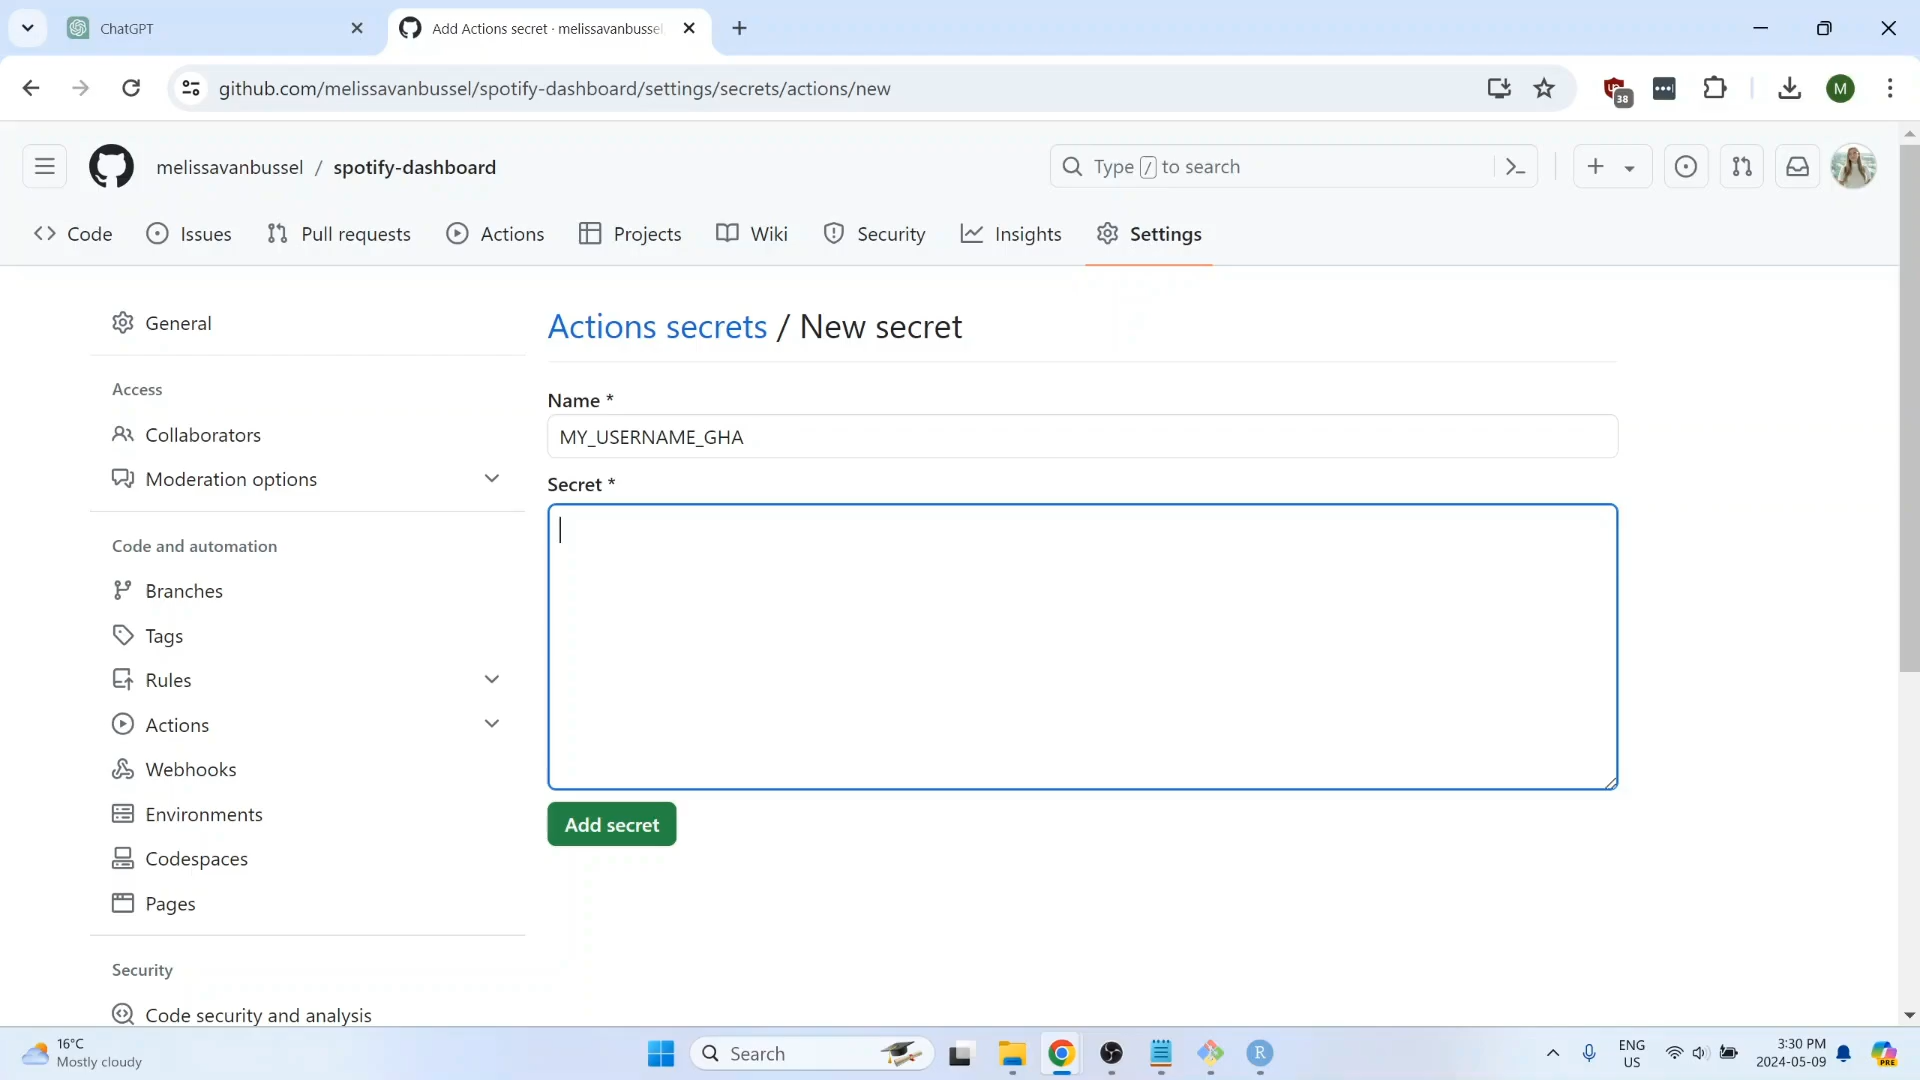 ChatGPT
Add Actions secret · melissavanbussel
github.com/melissavanbussel/spotify-dashboard/settings/secrets/actions/new
38
M
melissavanbussel / spotify-dashboard
Type / to search
Code
Issues
Pull requests
Actions
Projects
Wiki
Security
Insights
Settings
General
Access
Collaborators
Moderation options
Code and automation
Branches
Tags
Rules
Actions
Webhooks
Environments
Codespaces
Pages
Security
Code security and analysis
Actions secrets / New secret
Name *
MY_USERNAME_GHA
Secret *
Add secret
16°C
Mostly cloudy
Search
R
ENG
US
3:30 PM
2024-05-09
PRE